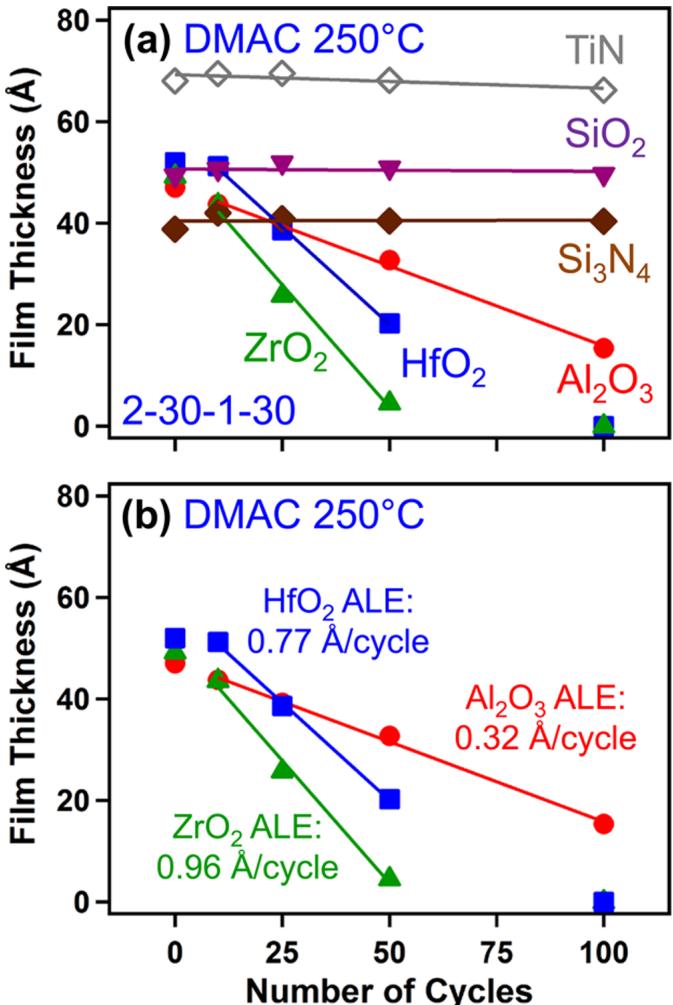 80
(a) DMAC 250°C
TiN
60
SiO₂
40
Si₃N₄
ZrO₂
HfO₂
20
Al₂O₃
2-30-1-30
0
Film Thickness (Å)
80
(b) DMAC 250°C
60
HfO₂ ALE:
0.77 Å/cycle
Al₂O₃ ALE:
0.32 Å/cycle
40
20
ZrO₂ ALE:
0.96 Å/cycle
0
Film Thickness (Å)
0 25 50 75 100
Number of Cycles